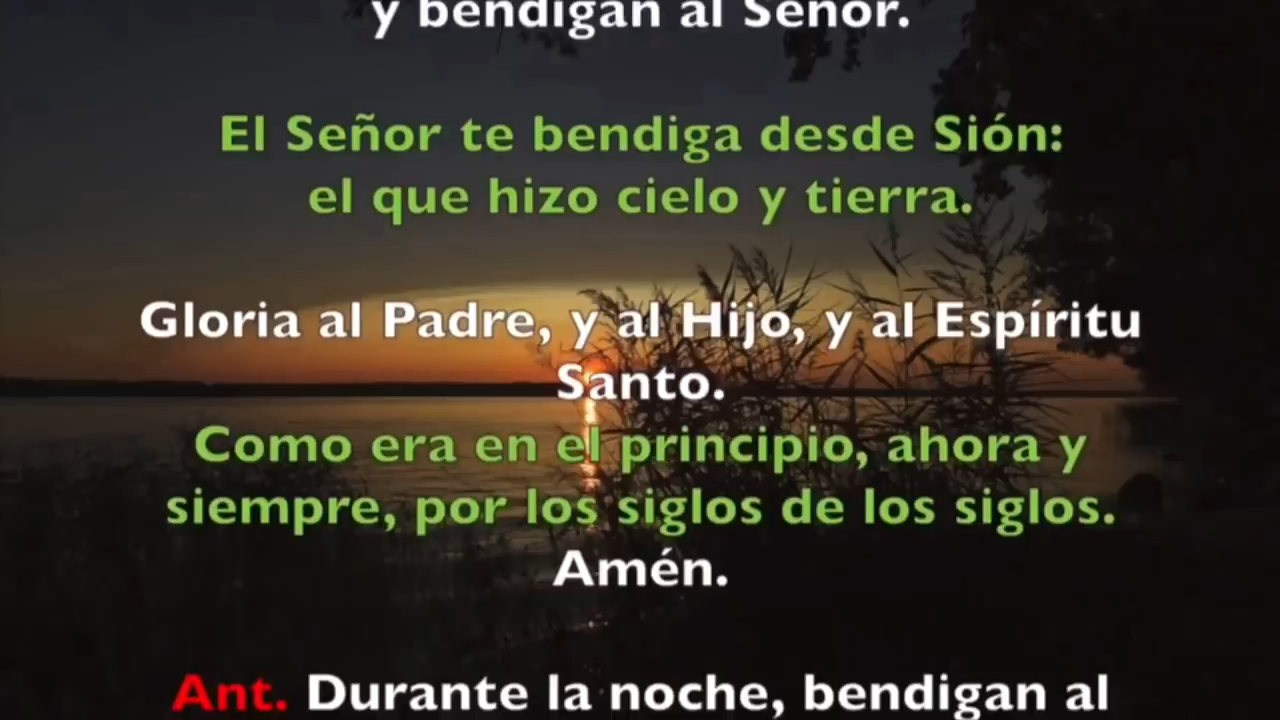 y bendigan al Señor.
El Señor te bendiga desde Sión:
el que hizo cielo y tierra.
Gloria al Padre, y al Hijo, y al Espíritu
Santo.
Como era en el principio, ahora y
siempre, por los siglos de los siglos.
Amén.
Ant. Durante la noche, bendigan al